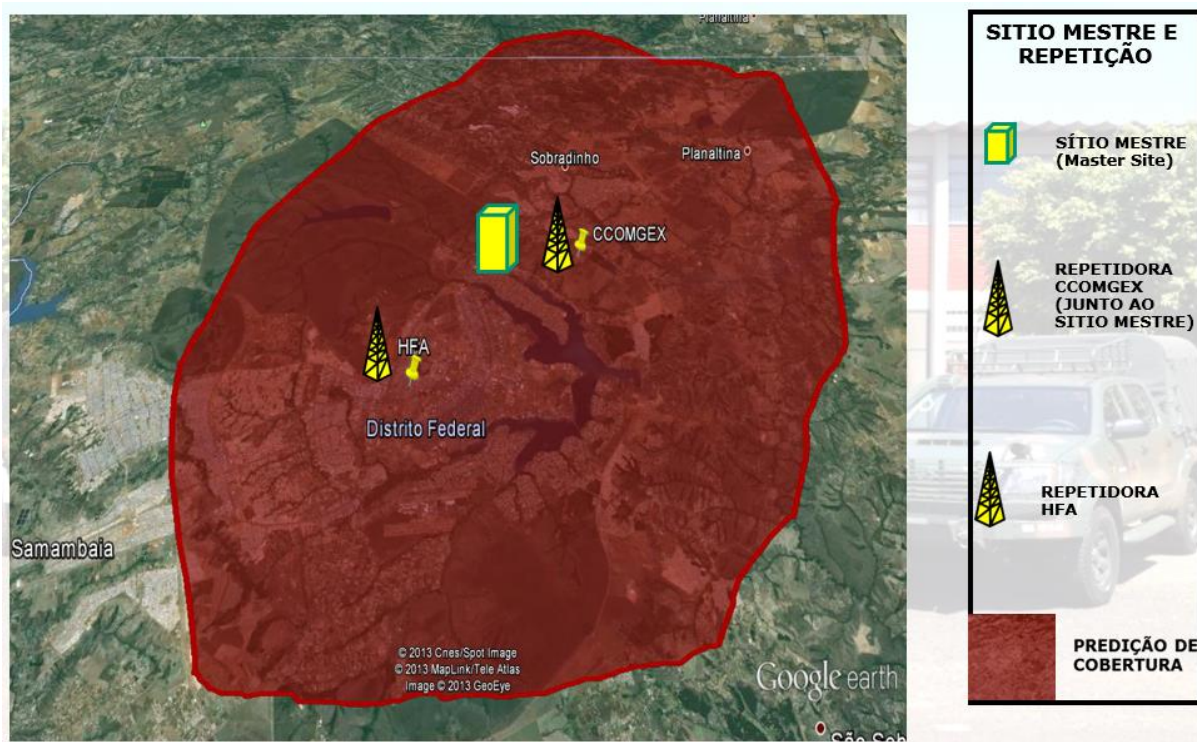 Planaltina
Sobradinho
Planaltina
CCOMGEX
HFA
Distrito Federal
Samambaia
© 2013 Cnes/Spot Image
© 2013 MapLink/Tele Atlas
Image © 2013 GeoEye
Google earth
São Seb
SITIO MESTRE E
REPETIÇÃO
SÍTIO MESTRE
(Master Site)
REPETIDORA
CCOMGEX
(JUNTO AO
SITIO MESTRE)
REPETIDORA
HFA
PREDIÇÃO DE
COBERTURA